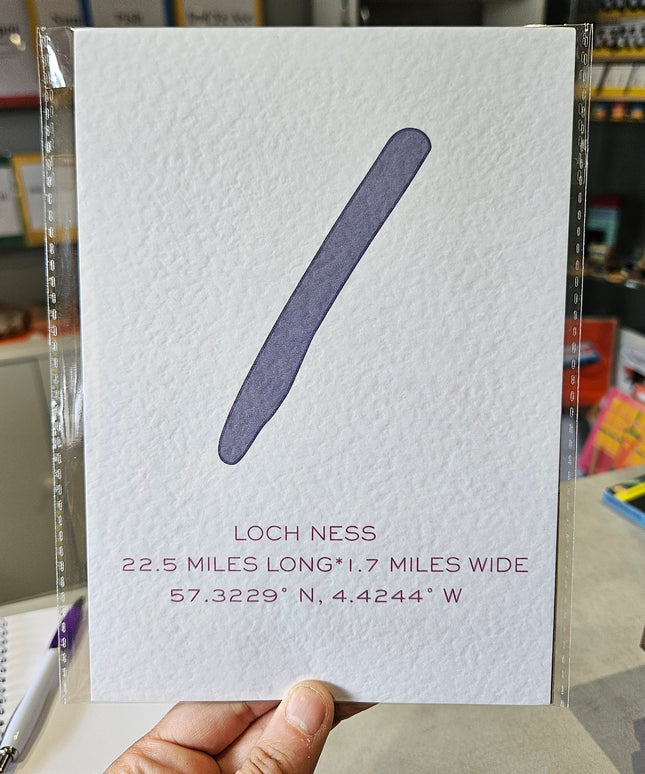 LOCH NESS
22.5 MILES LONG*1.7 MILES WIDE
57.3229° N, 4.4244° W